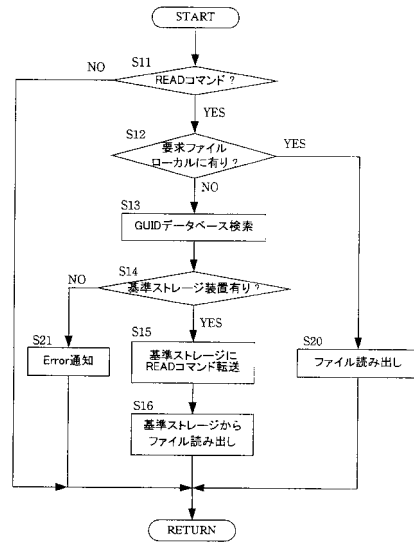 START
S11
NO
READコマンド?
YES
S12
要求ファイル
ローカルに有り?
YES
NO
S13
GUIDデータベース検索
S14
NO
基準ストレージ装置有り?
YES
S21
Error通知
S15
基準ストレージに
READコマンド転送
S20
ファイル読み出し
S16
基準ストレージから
ファイル読み出し
RETURN